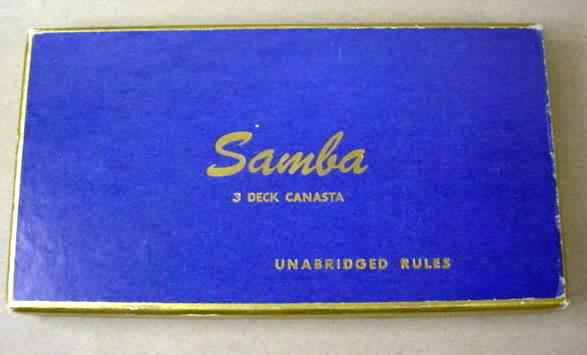 Samba
3 DECK CANASTA
UNABRIDGED RULES